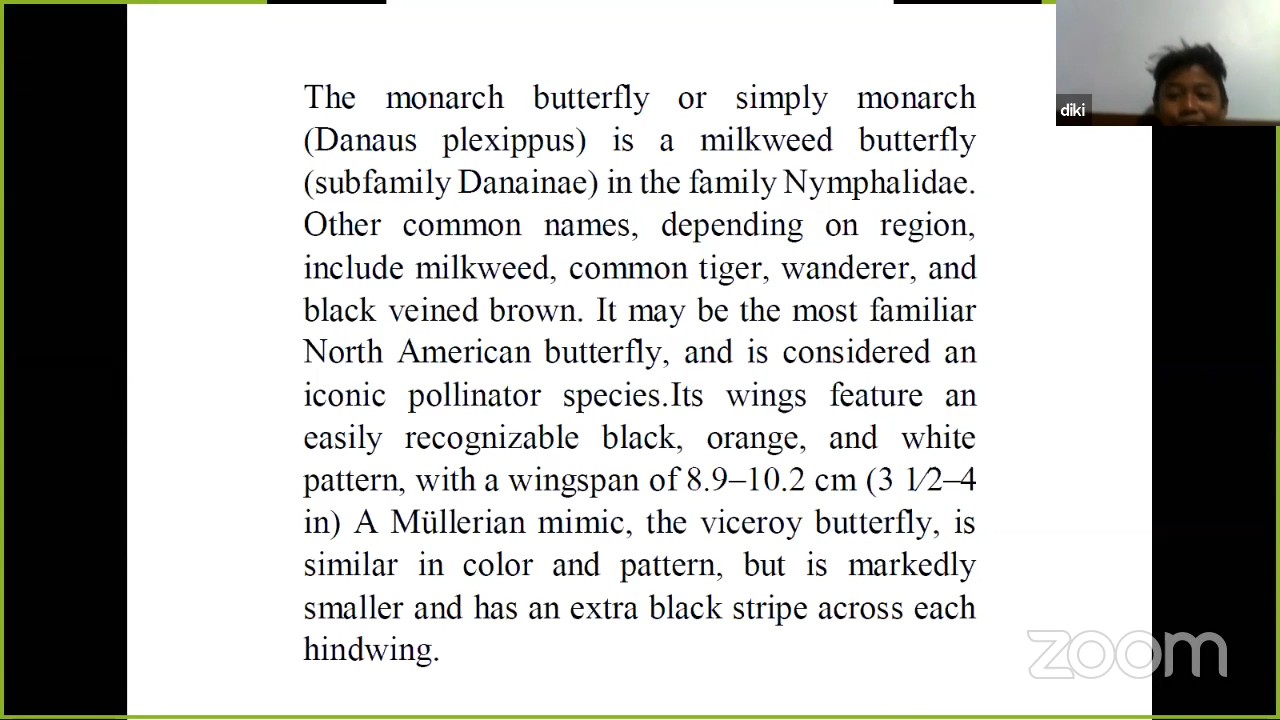 The monarch butterfly or simply monarch
(Danaus plexippus) is a milkweed butterfly
(subfamily Danainae) in the family Nymphalidae.
Other common names, depending on region,
include milkweed, common tiger, wanderer, and
black veined brown. It may be the most familiar
North American butterfly, and is considered an
iconic pollinator species.Its wings feature an
easily recognizable black, orange, and white
pattern, with a wingspan of 8.9–10.2 cm (3 1⁄2–4
in) A Müllerian mimic, the viceroy butterfly, is
similar in color and pattern, but is markedly
smaller and has an extra black stripe across each
hindwing.
diki
zoom